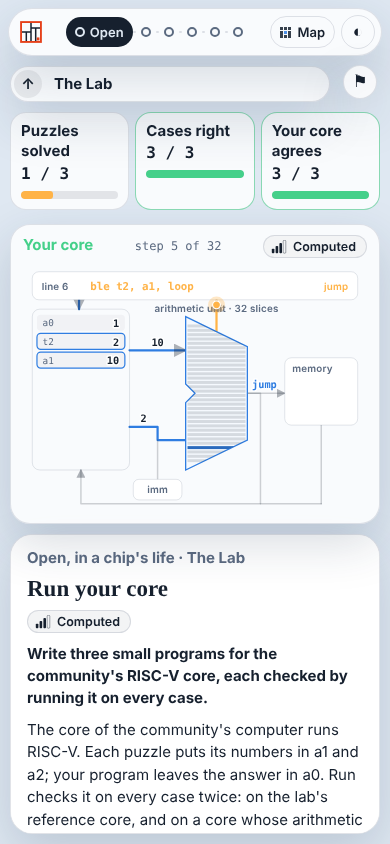 Open
Map
The Lab
Puzzles solved
1 / 3
Cases right
3 / 3
Your core agrees
3 / 3
Your core
step 5 of 32
Computed
line 6
ble t2, a1, loop
jump
arithmetic unit · 32 slices
a0 1
t2 2
a1 10
10
2
jump
memory
imm
Open, in a chip's life · The Lab
Run your core
Computed
Write three small programs for the
community's RISC-V core, each checked by
running it on every case.
The core of the community's computer runs
RISC-V. Each puzzle puts its numbers in a1 and
a2; your program leaves the answer in a0. Run
checks it on every case twice: on the lab's
reference core, and on a core whose arithmetic